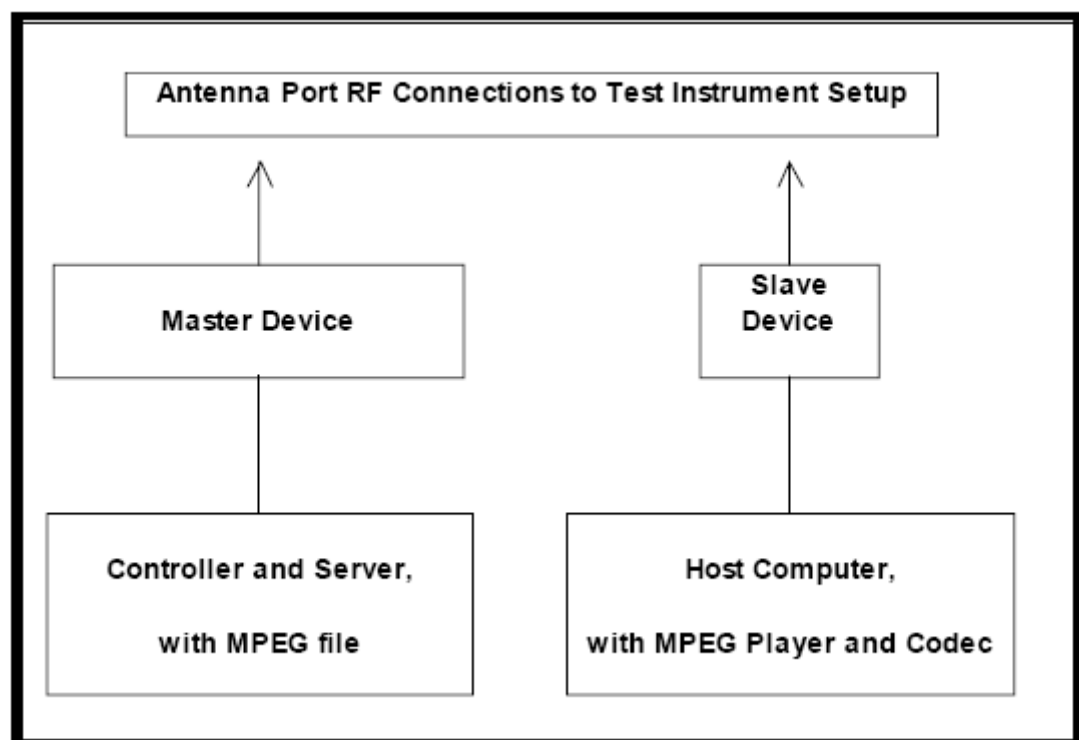 Antenna Port RF Connections to Test Instrument Setup
Master Device
Slave
Device
Controller and Server,
with MPEG file
Host Computer,
with MPEG Player and Codec